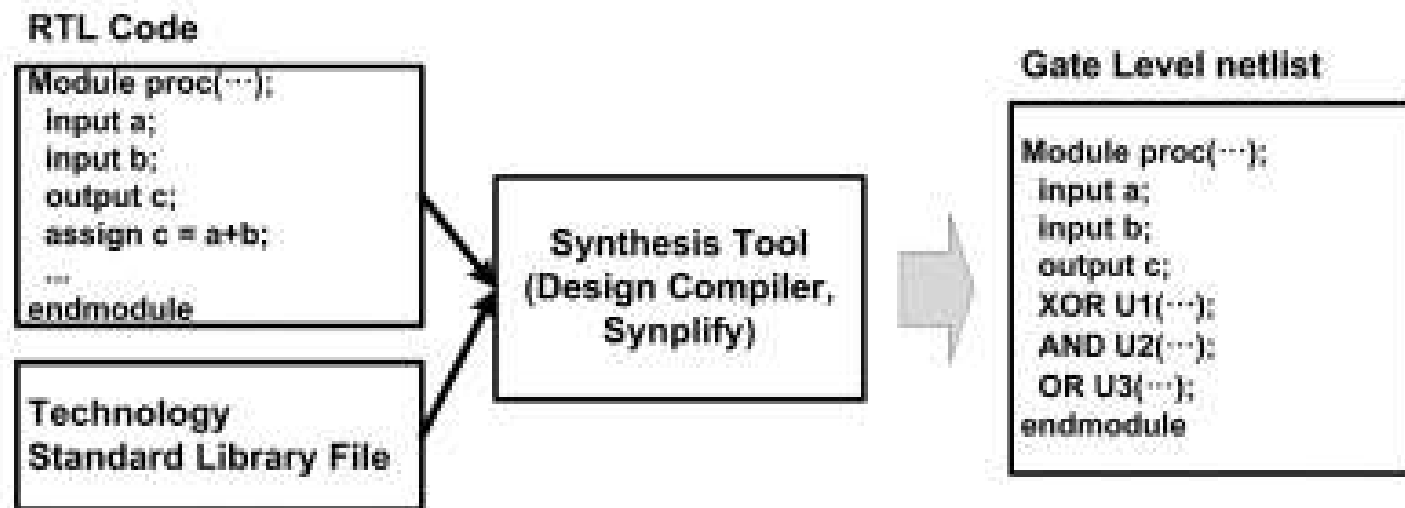 RTL Code
Module proc(···);
input a;
input b;
output c;
assign c = a+b;
...
endmodule
Technology
Standard Library File
Synthesis Tool
(Design Compiler,
Synplify)
Gate Level netlist
Module proc(···);
input a;
input b;
output c;
XOR U1(···);
AND U2(···);
OR U3(···);
endmodule